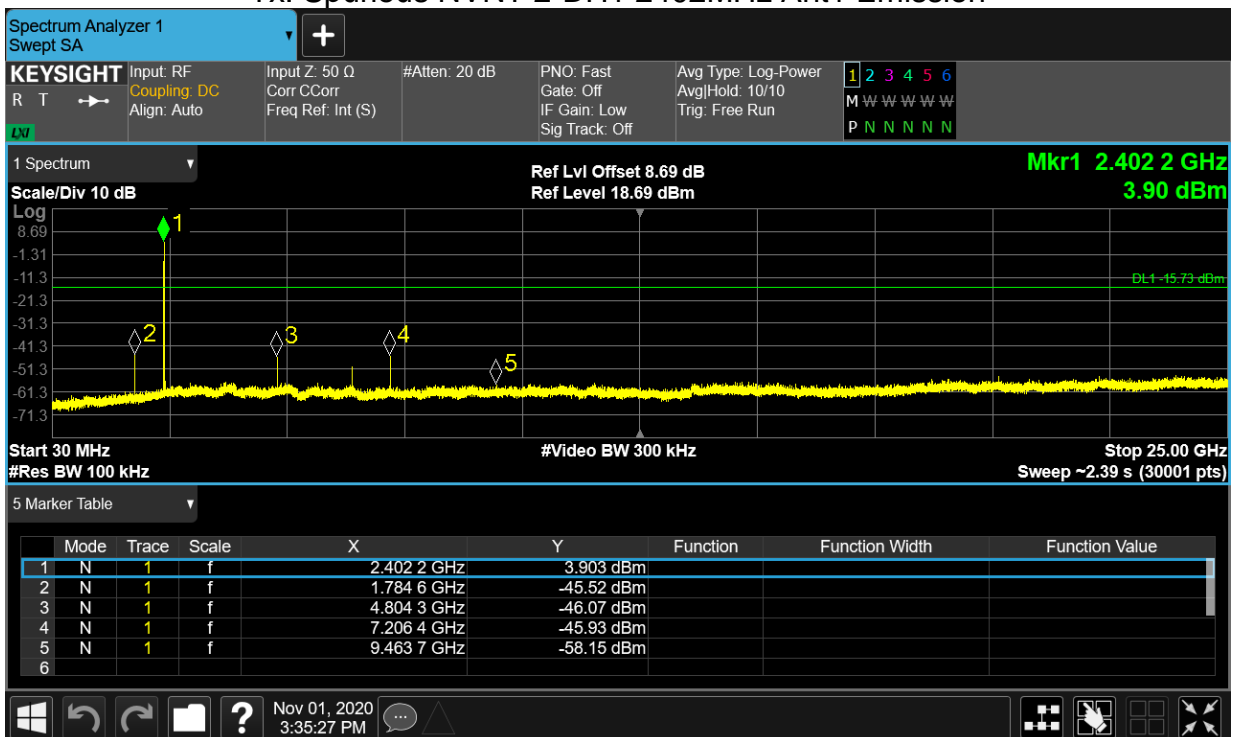 Tx. Spurious NVNT 2-DH1 2402MHz Ant1 Emission
Spectrum Analyzer 1
Swept SA
KEYSIGHT Input: RF Input Z: 50 Ω #Atten: 20 dB PNO: Fast Avg Type: Log-Power 1 2 3 4 5 6
R T Coupling: DC Corr CCorr Gate: Off Avg|Hold: 10/10 M W W W W W
Align: Auto Freq Ref: Int (S) IF Gain: Low Trig: Free Run
LXI Sig Track: Off P N N N N N
1 Spectrum Ref Lvl Offset 8.69 dB Mkr1 2.402 2 GHz
Scale/Div 10 dB Ref Level 18.69 dBm 3.90 dBm
Log
1
8.69
-1.31
-11.3 DL1 -15.73 dBm
-21.3
-31.3
2 3 4
-41.3
-51.3 5
-61.3
-71.3
Start 30 MHz #Video BW 300 kHz Stop 25.00 GHz
#Res BW 100 kHz Sweep ~2.39 s (30001 pts)
5 Marker Table
Mode Trace Scale X Y Function Function Width Function Value
1 N 1 f 2.402 2 GHz 3.903 dBm
2 N 1 f 1.784 6 GHz -45.52 dBm
3 N 1 f 4.804 3 GHz -46.07 dBm
4 N 1 f 7.206 4 GHz -45.93 dBm
5 N 1 f 9.463 7 GHz -58.15 dBm
6
? Nov 01, 2020
3:35:27 PM